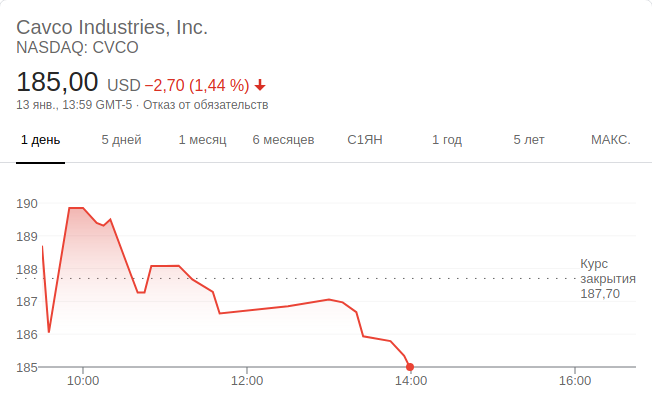 Cavco Industries, Inc.
NASDAQ: CVCO
185,00 USD −2,70 (1,44 %)
13 янв., 13:59 GMT-5 · Отказ от обязательств
1 день 5 дней 1 месяц 6 месяцев С1ЯН 1 год 5 лет МАКС.
190
189
188
187
186
185
Курс
закрытия
187,70
10:00 12:00 14:00 16:00